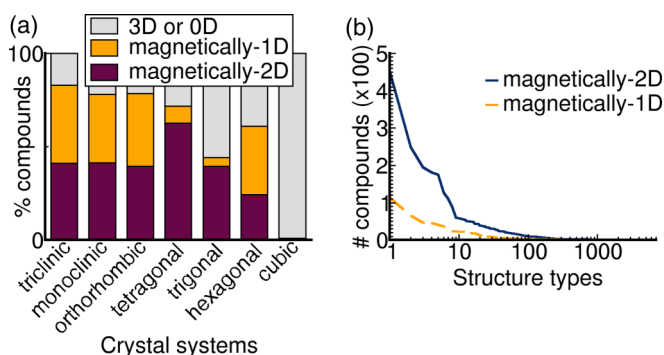 (a)
3D or 0D
magnetically-1D
magnetically-2D
100
0
% compounds
triclinic
monoclinic
orthorhombic
tetragonal
trigonal
hexagonal
cubic
Crystal systems
(b)
# compounds (x100)
5
4
3
2
1
0
magnetically-2D
magnetically-1D
1
10
100
1000
Structure types